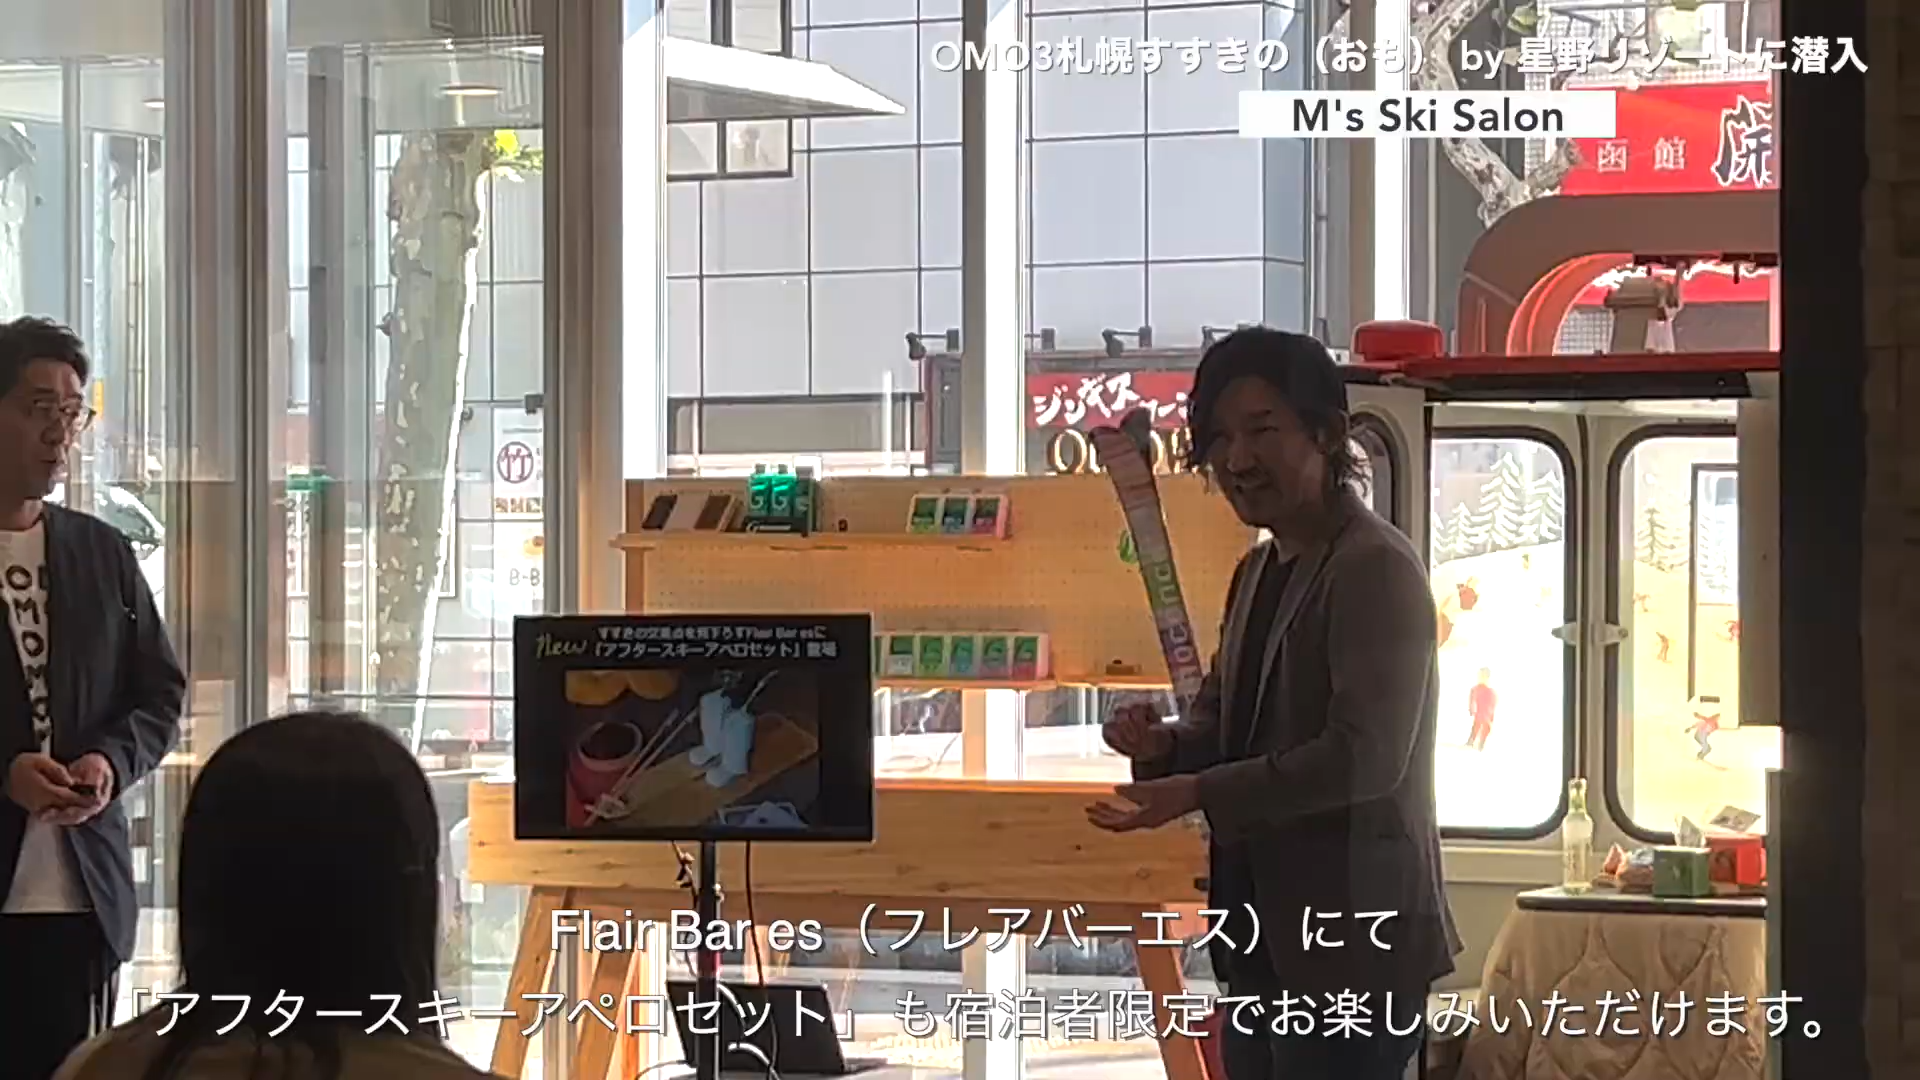 OMO3札幌すすきの（おも） by 星野リゾートに潜入
M's Ski Salon
函館
ジンギス
竹
New
すすきの交差点を見下ろすFlair Bar esに
「アフタースキーアペロセット」登場
Flair Bar es（フレアバーエス）にて
「アフタースキーアペロセット」も宿泊者限定でお楽しみいただけます。